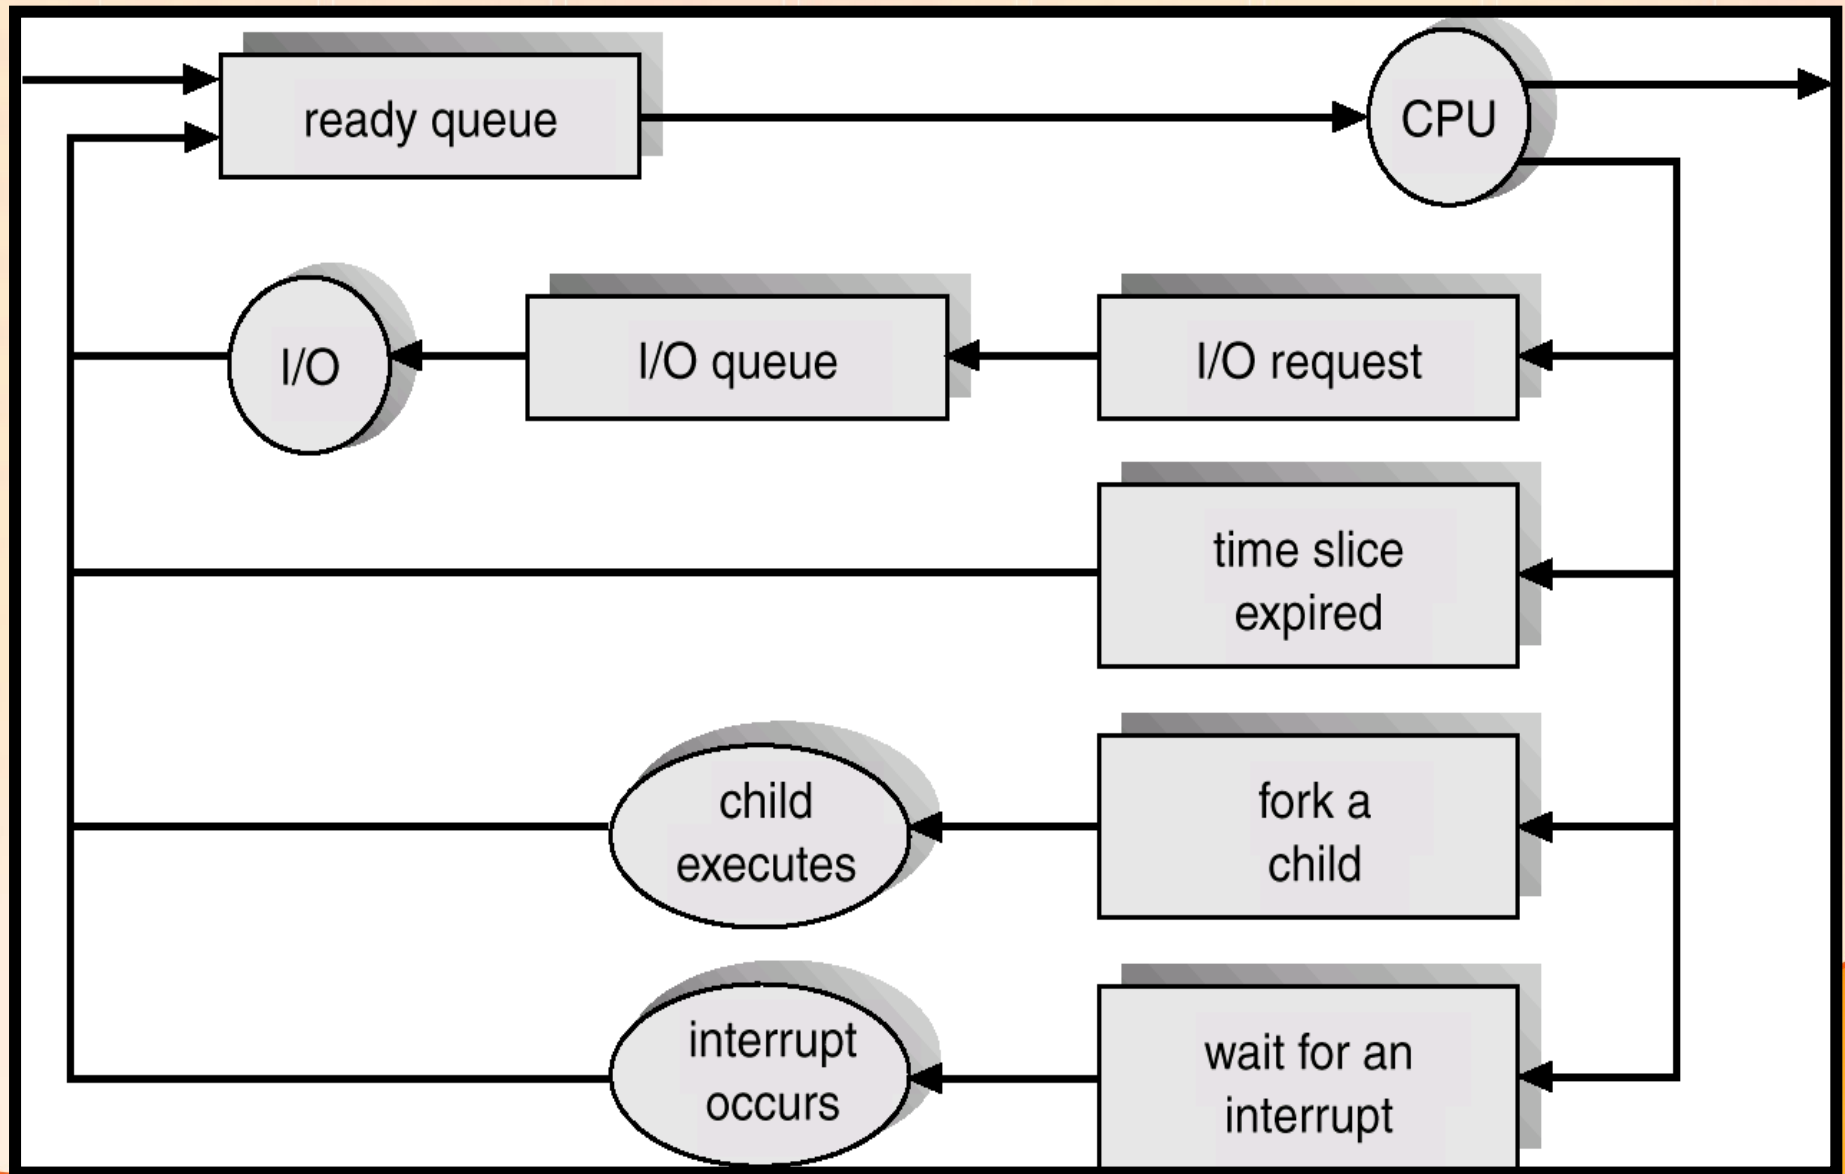 ready queue
CPU
I/O
I/O queue
I/O request
time slice
expired
child
executes
fork a
child
interrupt
occurs
wait for an
interrupt